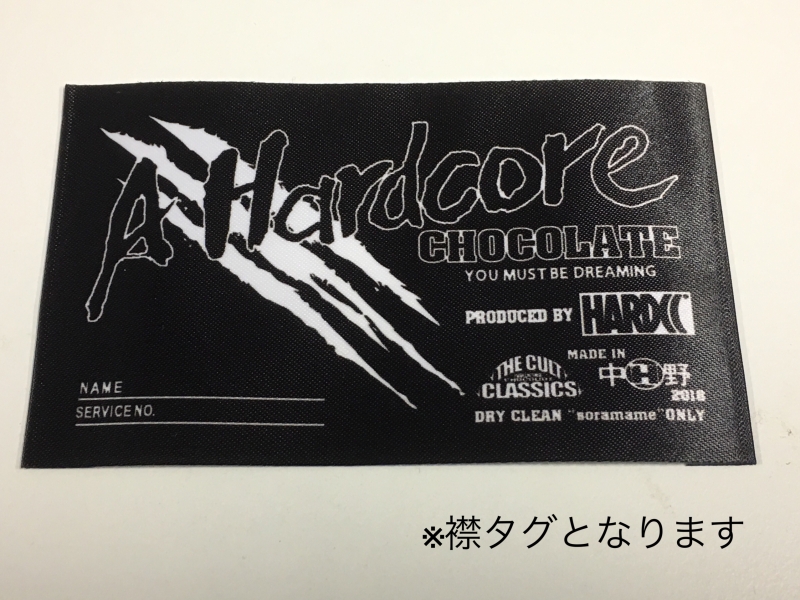 A Hardcore
CHOCOLATE
YOU MUST BE DREAMING
PRODUCED BY HARDCC
MADE IN
中H野
2018
THE CULT
CLASSICS
DRY CLEAN "soramame" ONLY
NAME
SERVICE NO.
※襟タグとなります